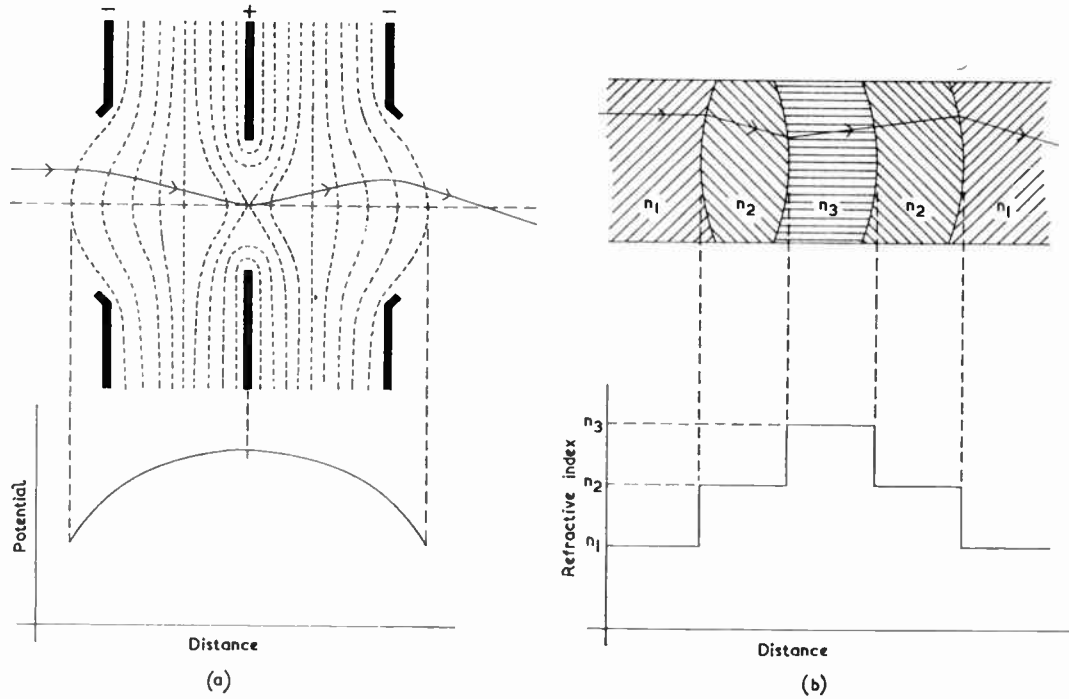 − + −
Potential
Distance
(a)
n₁ n₂ n₃ n₂ n₁
n₃
n₂
n₁
Refractive index
Distance
(b)